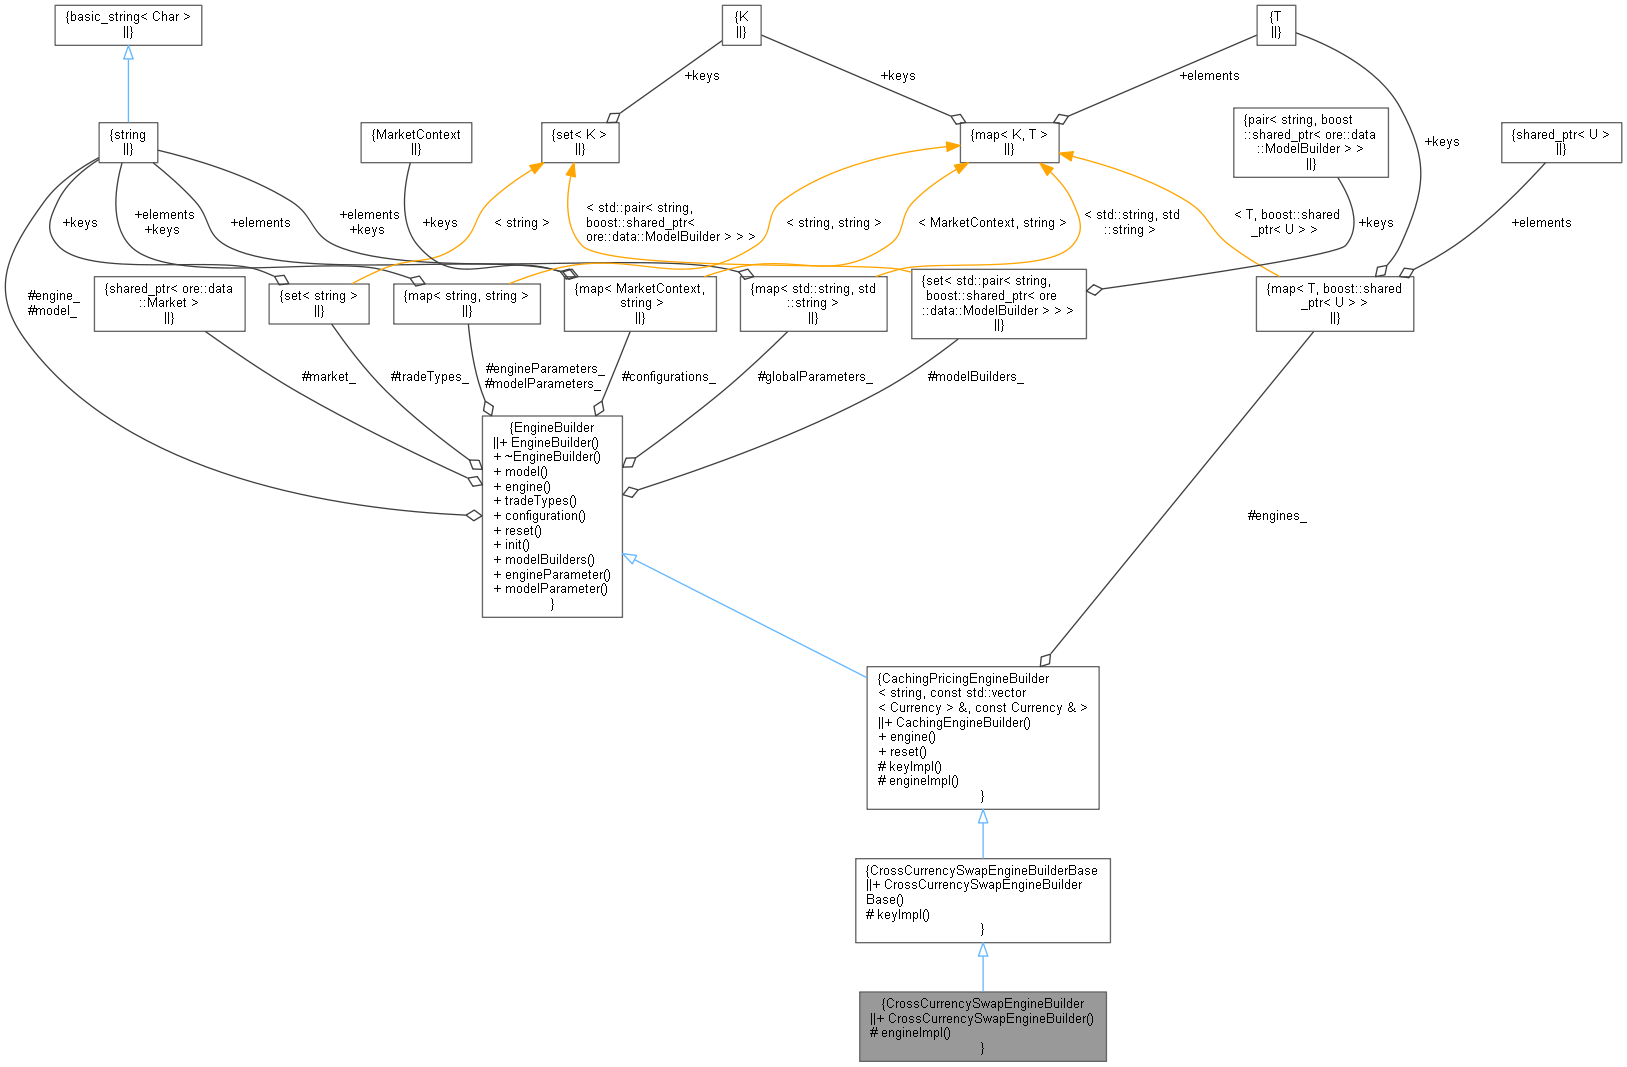 {basic_string< Char >
||}
{K
||}
{T
||}
+keys
+keys
+elements
{string
||}
{MarketContext
||}
{set< K >
||}
{map< K, T >
||}
{pair< string, boost
::shared_ptr< ore::data
::ModelBuilder > >
||}
{shared_ptr< U >
||}
+keys
+keys
+elements
+keys
+elements
+elements
+keys
+keys
< string >
< std::pair< string,
boost::shared_ptr<
ore::data::ModelBuilder > > >
< string, string >
< MarketContext, string >
< std::string, std
::string >
< T, boost::shared
_ptr< U > >
+keys
+elements
#engine_
#model_
{shared_ptr< ore::data
::Market >
||}
{set< string >
||}
{map< string, string >
||}
{map< MarketContext,
string >
||}
{map< std::string, std
::string >
||}
{set< std::pair< string,
boost::shared_ptr< ore
::data::ModelBuilder > > >
||}
{map< T, boost::shared
_ptr< U > >
||}
#market_
#tradeTypes_
#engineParameters_
#modelParameters_
#configurations_
#globalParameters_
#modelBuilders_
{EngineBuilder
||+ EngineBuilder()
+ ~EngineBuilder()
+ model()
+ engine()
+ tradeTypes()
+ configuration()
+ reset()
+ init()
+ modelBuilders()
+ engineParameter()
+ modelParameter()
}
#engines_
{CachingPricingEngineBuilder
< string, const std::vector
< Currency > &, const Currency & >
||+ CachingEngineBuilder()
+ engine()
+ reset()
# keyImpl()
# engineImpl()
}
{CrossCurrencySwapEngineBuilderBase
||+ CrossCurrencySwapEngineBuilder
Base()
# keyImpl()
}
{CrossCurrencySwapEngineBuilder
||+ CrossCurrencySwapEngineBuilder()
# engineImpl()
}